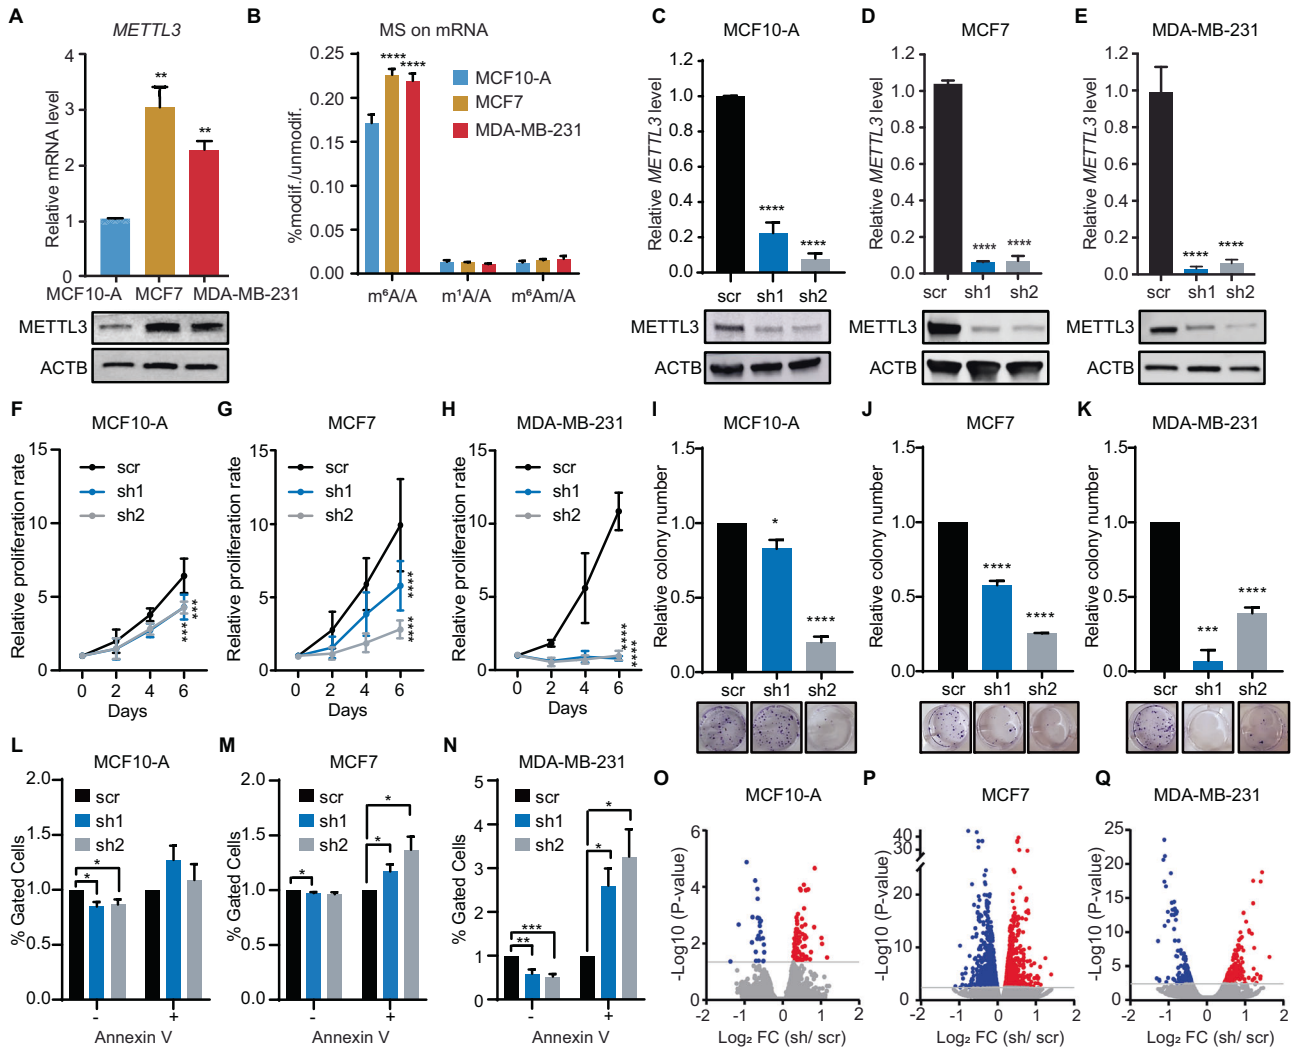 A
METTL3
Relative mRNA level
4
3
2
1
0
**
**
MCF10-A MCF7 MDA-MB-231
METTL3
ACTB
B
MS on mRNA
%modif./unmodif.
0.25
0.20
0.15
0.10
0.05
0.00
**** ****
MCF10-A
MCF7
MDA-MB-231
m⁶A/A m¹A/A m⁶Am/A
C
MCF10-A
Relative METTL3 level
1.2
1.0
0.8
0.6
0.4
0.2
0.0
****
****
scr sh1 sh2
METTL3
ACTB
D
MCF7
Relative METTL3 level
1.2
1.0
0.8
0.6
0.4
0.2
0.0
**** ****
scr sh1 sh2
METTL3
ACTB
E
MDA-MB-231
Relative METTL3 level
1.2
1.0
0.8
0.6
0.4
0.2
0.0
**** ****
scr sh1 sh2
METTL3
ACTB
F
MCF10-A
Relative proliferation rate
15
10
5
0
scr
sh1
sh2
***
***
0 2 4 6
Days
G
MCF7
Relative proliferation rate
15
10
5
0
scr
sh1
sh2
****
****
0 2 4 6
Days
H
MDA-MB-231
Relative proliferation rate
15
10
5
0
scr
sh1
sh2
****
****
0 2 4 6
Days
I
MCF10-A
Relative colony number
1.5
1.0
0.5
0.0
*
****
scr sh1 sh2
J
MCF7
Relative colony number
1.5
1.0
0.5
0.0
****
****
scr sh1 sh2
K
MDA-MB-231
Relative colony number
1.5
1.0
0.5
0.0
***
****
scr sh1 sh2
L
MCF10-A
% Gated Cells
2.0
1.5
1.0
0.5
0.0
scr
sh1
sh2
*
*
- +
Annexin V
M
MCF7
% Gated Cells
2.0
1.5
1.0
0.5
0.0
scr
sh1
sh2
*
*
*
- +
Annexin V
N
MDA-MB-231
% Gated Cells
5
4
3
2
1
0
scr
sh1
sh2
***
**
*
*
- +
Annexin V
O
MCF10-A
-Log10 (P-value)
6
4
2
0
-2 -1 0 1 2
Log₂ FC (sh/ scr)
P
MCF7
-Log10 (P-value)
40
30
20
10
0
-2 -1 0 1 2
Log₂ FC (sh/ scr)
Q
MDA-MB-231
-Log10 (P-value)
25
20
15
10
5
0
-2 -1 0 1 2
Log₂ FC (sh/ scr)